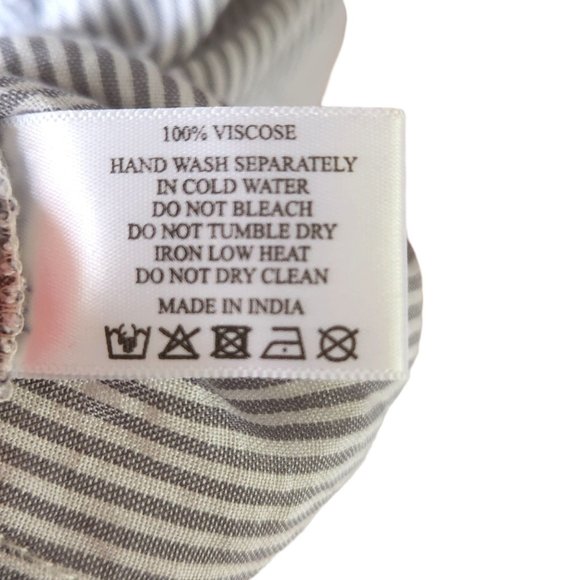 100% VISCOSE
HAND WASH SEPARATELY
IN COLD WATER
DO NOT BLEACH
DO NOT TUMBLE DRY
IRON LOW HEAT
DO NOT DRY CLEAN
MADE IN INDIA